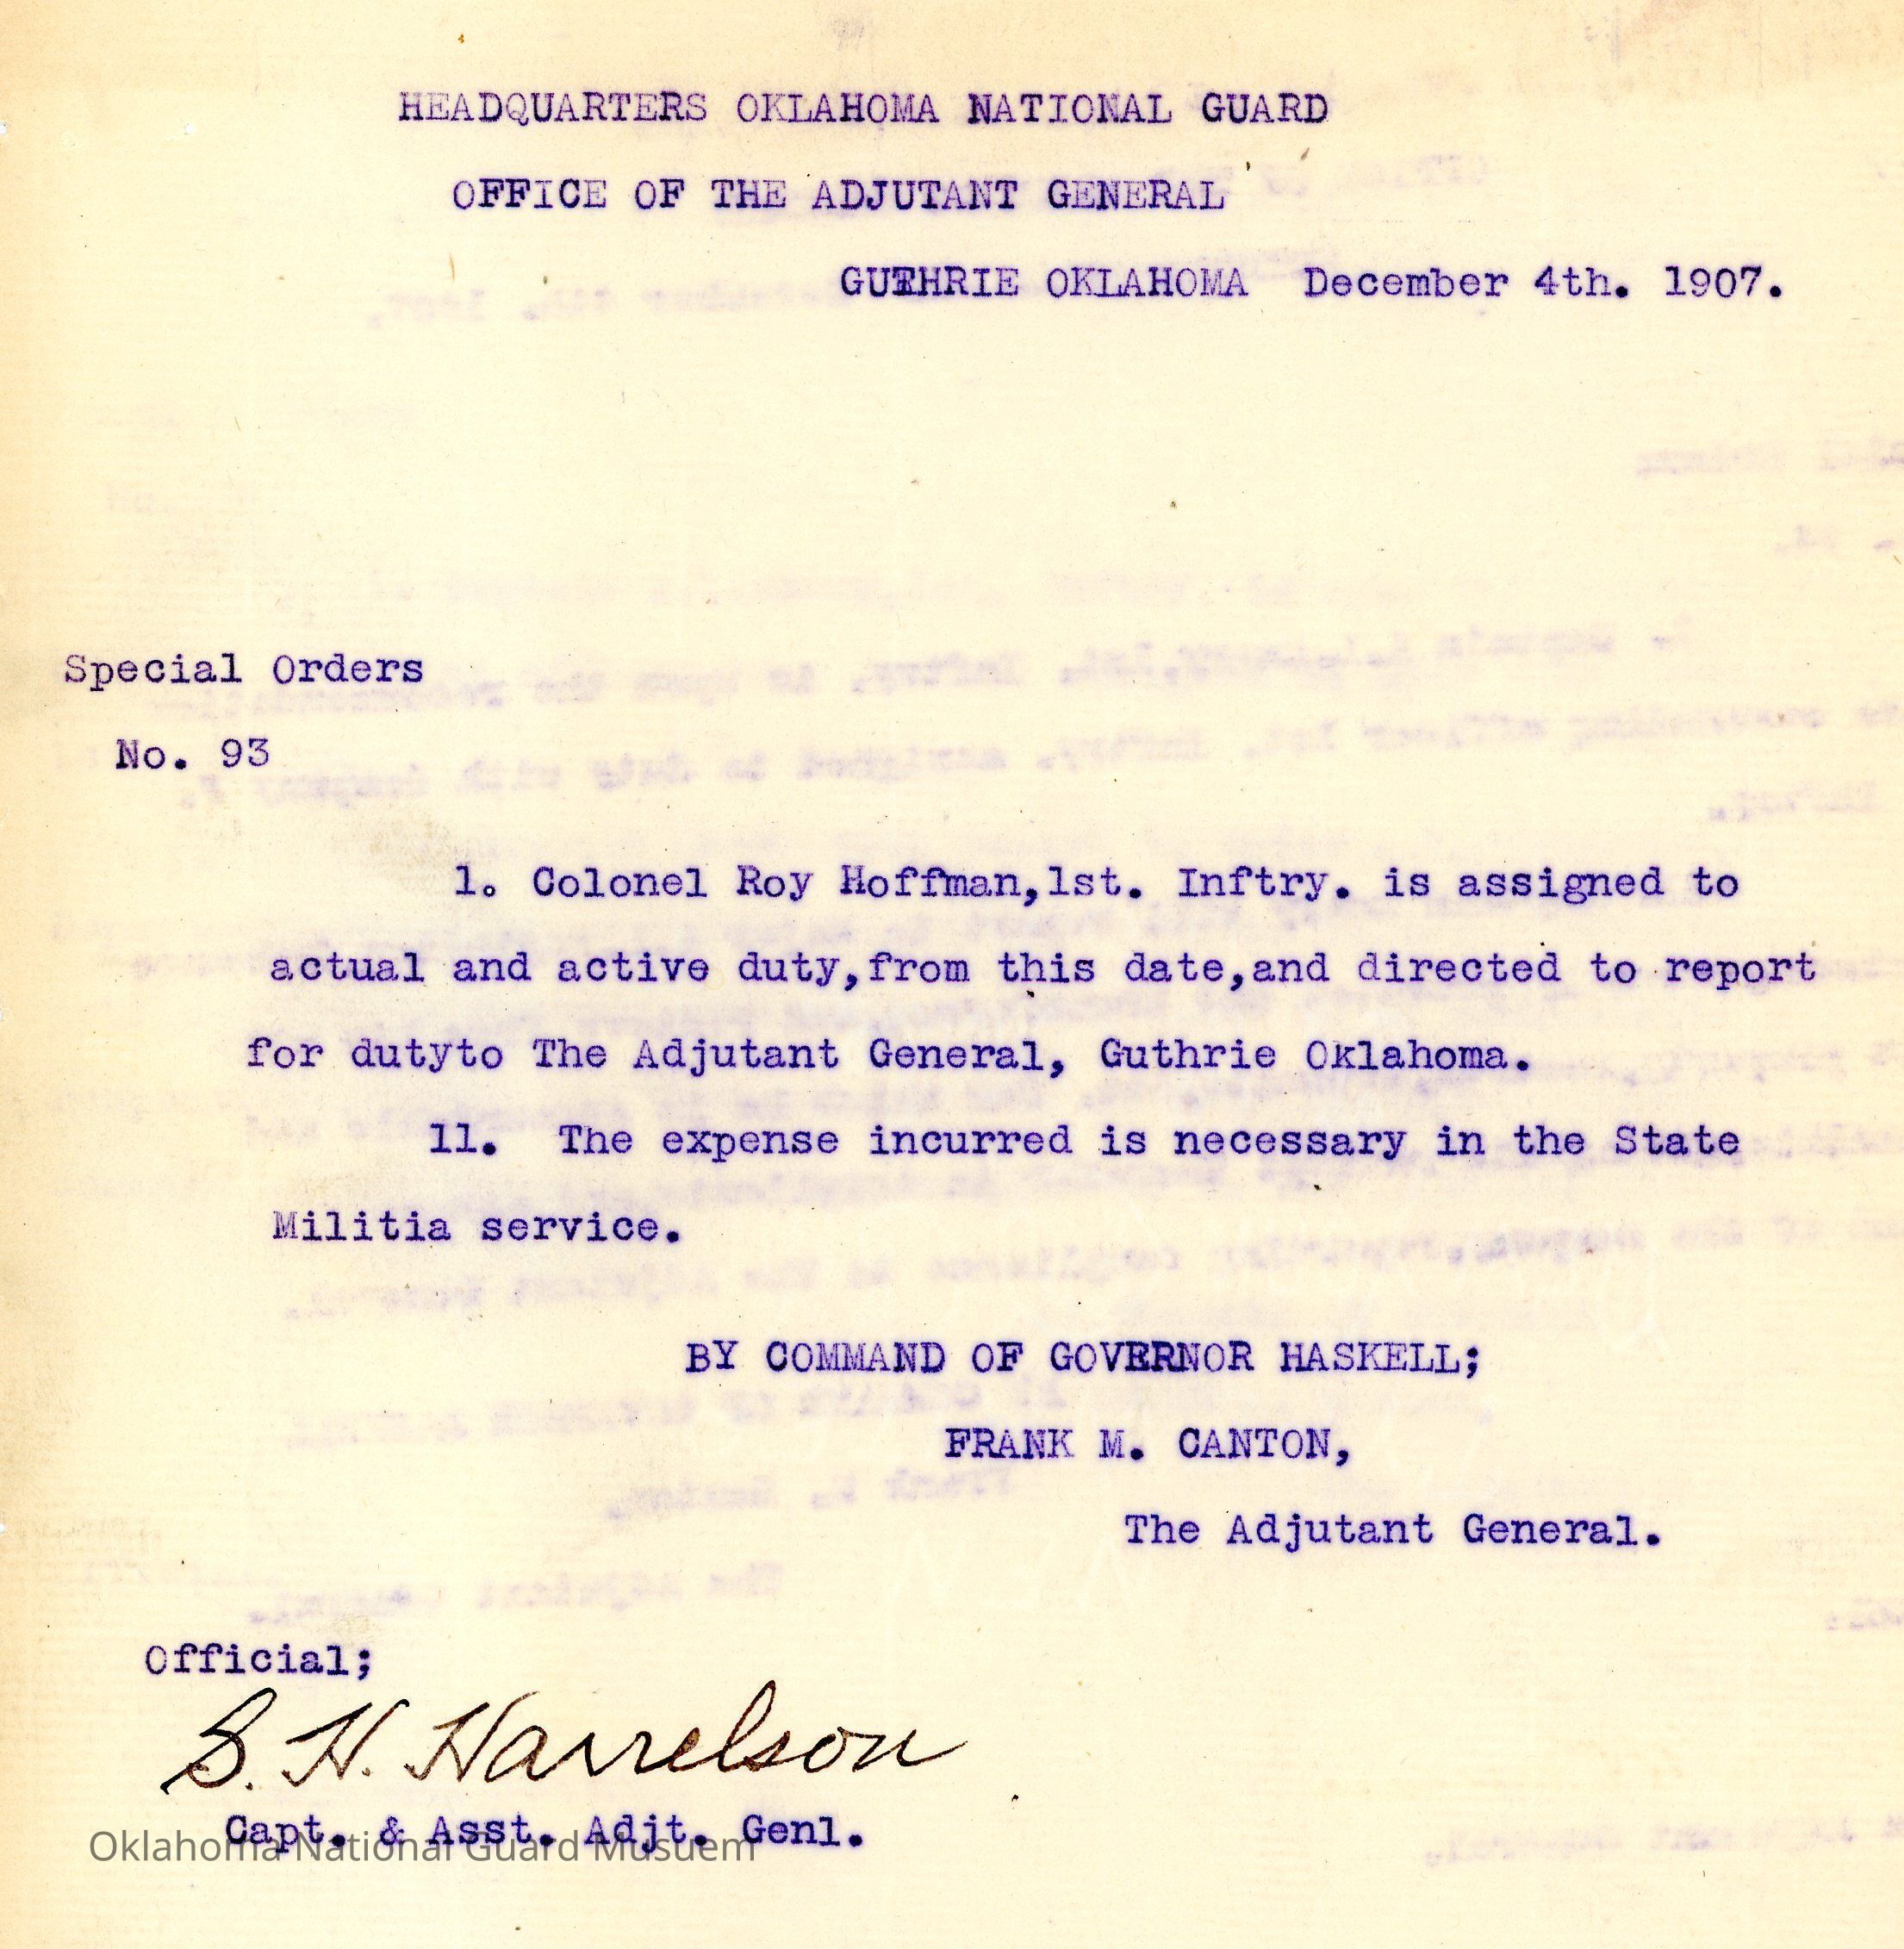 HEADQUARTERS OKLAHOMA NATIONAL GUARD
OFFICE OF THE ADJUTANT GENERAL
GUTHRIE OKLAHOMA December 4th. 1907.
Special Orders
No. 93
1. Colonel Roy Hoffman,1st. Inftry. is assigned to
actual and active duty,from this date,and directed to report
for dutyto The Adjutant General, Guthrie Oklahoma.
11. The expense incurred is necessary in the State
Militia service.
BY COMMAND OF GOVERNOR HASKELL;
FRANK M. CANTON,
The Adjutant General.
Official;
S. H. Harrelson
Capt. & Asst. Adjt. Genl.
Oklahoma National Guard Musuem